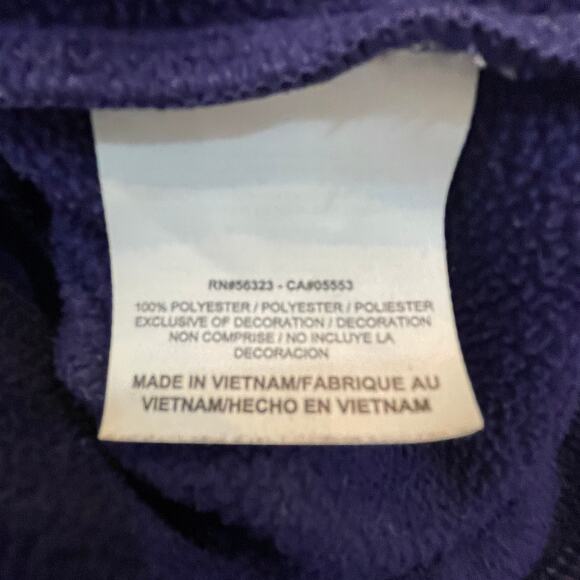 RN#56323 - CA#05553
100% POLYESTER / POLYESTER / POLIESTER
EXCLUSIVE OF DECORATION / DECORATION
NON COMPRISE / NO INCLUYE LA
DECORACION
MADE IN VIETNAM/FABRIQUE AU
VIETNAM/HECHO EN VIETNAM